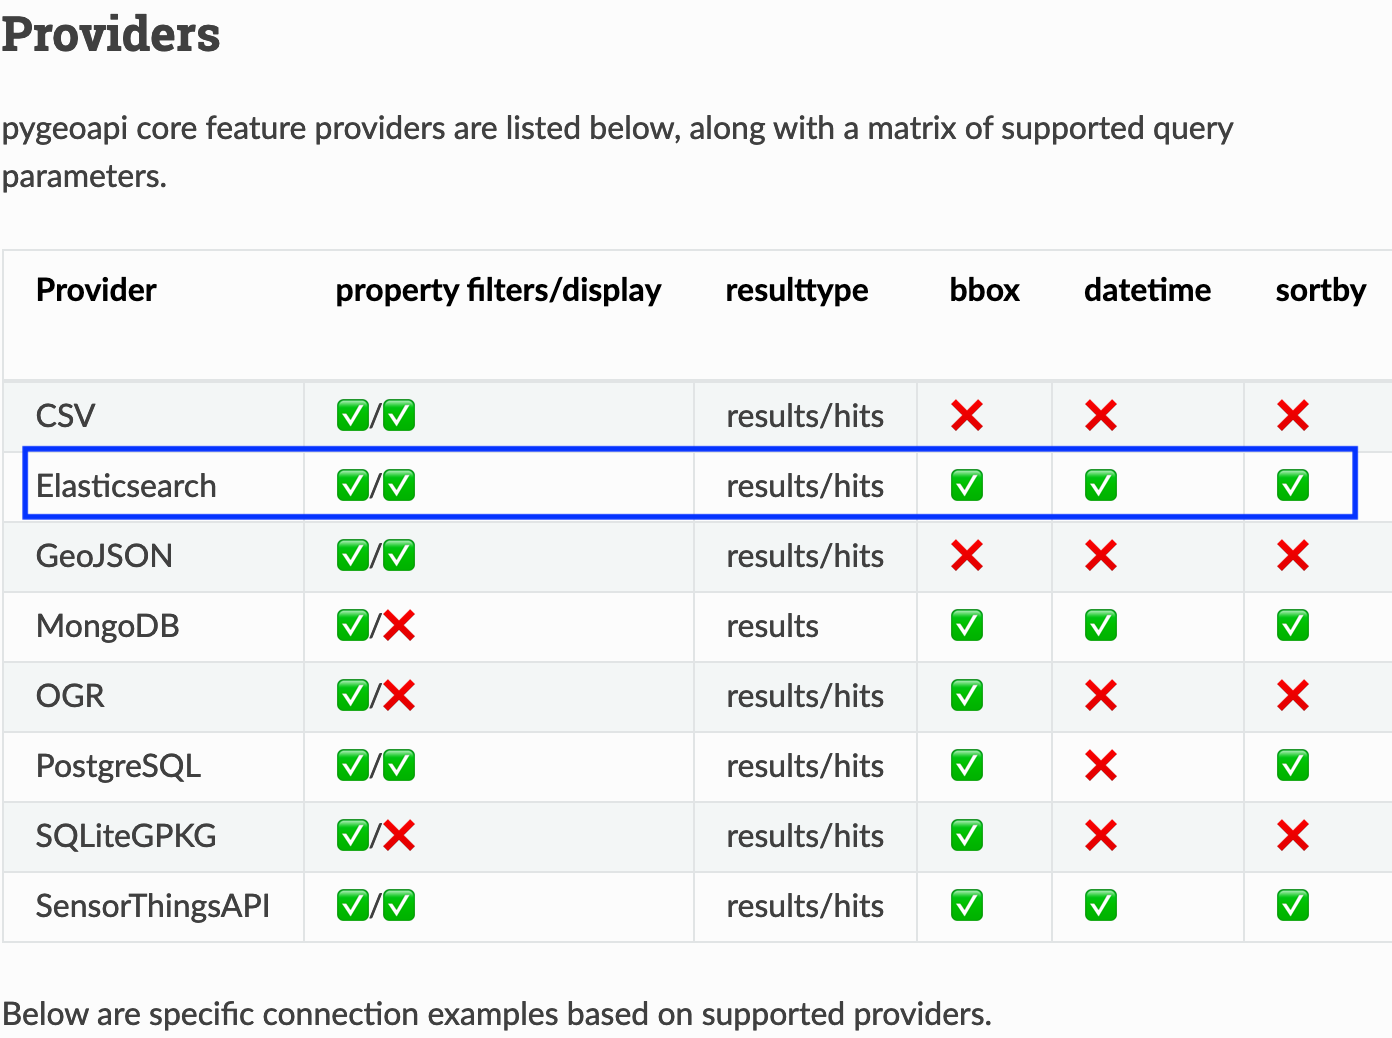 Providers
pygeoapi core feature providers are listed below, along with a matrix of supported query
parameters.
Provider property filters/display resulttype bbox datetime sortby
CSV ✅/✅ results/hits ❌ ❌ ❌
Elasticsearch ✅/✅ results/hits ✅ ✅ ✅
GeoJSON ✅/✅ results/hits ❌ ❌ ❌
MongoDB ✅/❌ results ✅ ✅ ✅
OGR ✅/❌ results/hits ✅ ❌ ❌
PostgreSQL ✅/✅ results/hits ✅ ❌ ✅
SQLiteGPKG ✅/❌ results/hits ✅ ❌ ❌
SensorThingsAPI ✅/✅ results/hits ✅ ✅ ✅
Below are specific connection examples based on supported providers.